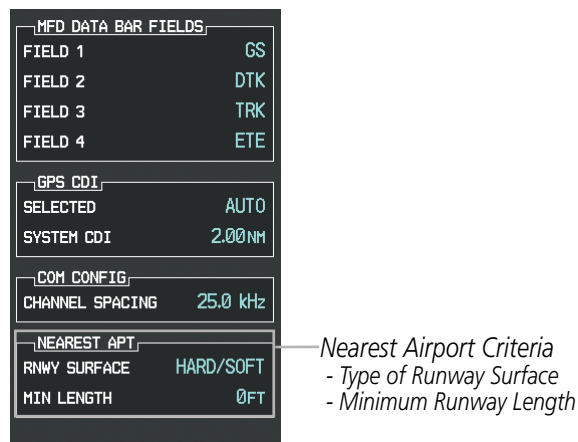 MFD DATA BAR FIELDS
FIELD 1 GS
FIELD 2 DTK
FIELD 3 TRK
FIELD 4 ETE
GPS CDI
SELECTED AUTO
SYSTEM CDI 2.00NM
COM CONFIG
CHANNEL SPACING 25.0 kHz
NEAREST APT
RNWY SURFACE HARD/SOFT
MIN LENGTH 0FT
Nearest Airport Criteria
- Type of Runway Surface
- Minimum Runway Length